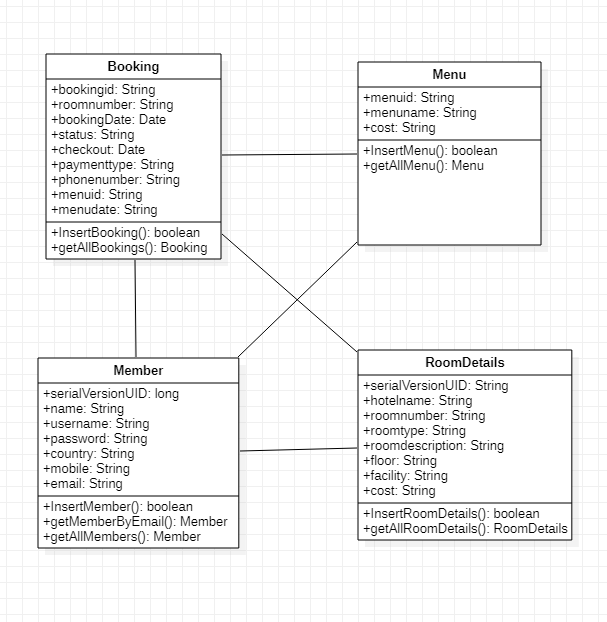 Booking
+bookingid: String
+roomnumber: String
+bookingDate: Date
+status: String
+checkout: Date
+paymenttype: String
+phonenumber: String
+menuid: String
+menudate: String
+InsertBooking(): boolean
+getAllBookings(): Booking
Menu
+menuid: String
+menuname: String
+cost: String
+InsertMenu(): boolean
+getAllMenu(): Menu
Member
+serialVersionUID: long
+name: String
+username: String
+password: String
+country: String
+mobile: String
+email: String
+InsertMember(): boolean
+getMemberByEmail(): Member
+getAllMembers(): Member
RoomDetails
+serialVersionUID: String
+hotelname: String
+roomnumber: String
+roomtype: String
+roomdescription: String
+floor: String
+facility: String
+cost: String
+InsertRoomDetails(): boolean
+getAllRoomDetails(): RoomDetails